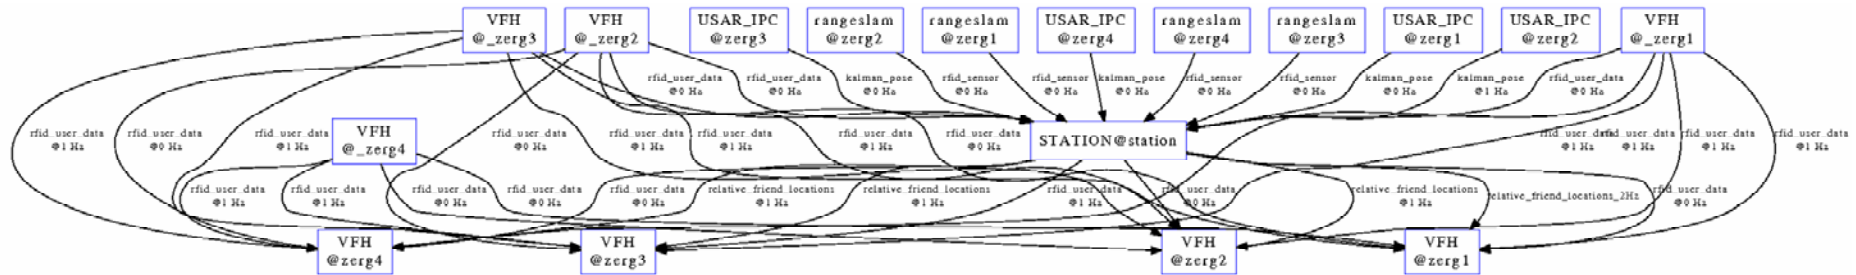 VFH
@_zerg3
VFH
@_zerg2
USAR_IPC
@zerg3
rangeslam
@zerg2
rangeslam
@zerg1
USAR_IPC
@zerg4
rangeslam
@zerg4
rangeslam
@zerg3
USAR_IPC
@zerg1
USAR_IPC
@zerg2
VFH
@_zerg1
rfid_user_data
@0 Hz
rfid_user_data
@0 Hz
kalman_pose
@0 Hz
rfid_sensor
@0 Hz
rfid_sensor
@0 Hz
kalman_pose
@0 Hz
rfid_sensor
@0 Hz
rfid_sensor
@0 Hz
kalman_pose
@0 Hz
kalman_pose
@1 Hz
rfid_user_data
@0 Hz
rfid_user_data
@1 Hz
rfid_user_data
@0 Hz
rfid_user_data
@1 Hz
VFH
@_zerg4
rfid_user_data
@1 Hz
rfid_user_data
@1 Hz
rfid_user_data
@1 Hz
rfid_user_data
@0 Hz
STATION@station
rfid_user_data
@1 Hz
rfid_user_data
@1 Hz
rfid_user_data
@1 Hz
rfid_user_data
@1 Hz
rfid_user_data
@1 Hz
rfid_user_data
@1 Hz
rfid_user_data
@0 Hz
rfid_user_data
@0 Hz
rfid_user_data
@0 Hz
relative_friend_locations
@1 Hz
relative_friend_locations
@1 Hz
rfid_user_data
@1 Hz
rfid_user_data
@0 Hz
relative_friend_locations
@1 Hz
relative_friend_locations_2Hz
rfid_user_data
@0 Hz
VFH
@zerg4
VFH
@zerg3
VFH
@zerg2
VFH
@zerg1